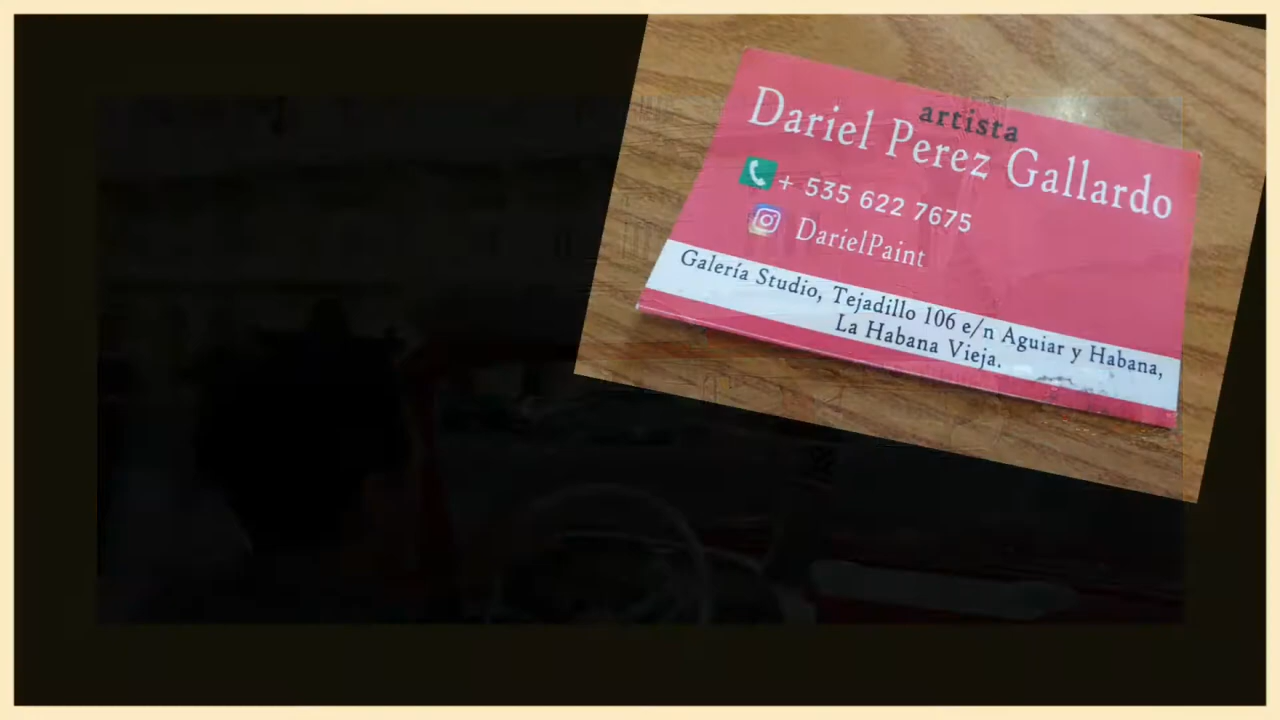 artista
Dariel Perez Gallardo
+ 535 622 7675
DarielPaint
Galería Studio, Tejadillo 106 e/n Aguiar y Habana,
La Habana Vieja.